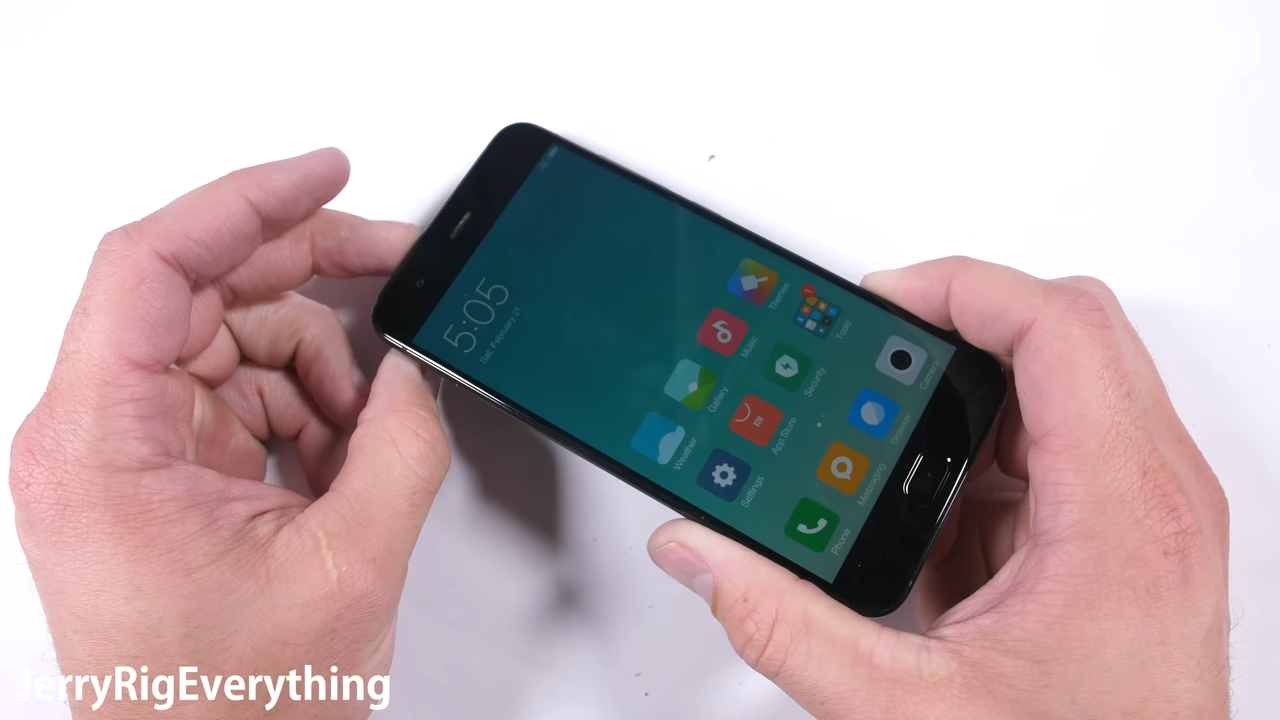 5:05
Sat, February 21
Weather
Gallery
Music
Themes
Settings
App Store
Security
Tools
Phone
Messaging
Browser
Camera
JerryRigEverything